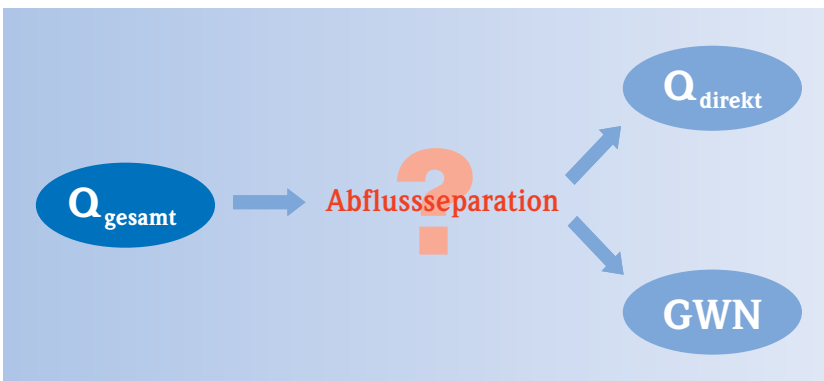 Q gesamt
?
Abflussseparation
Q direkt
GWN